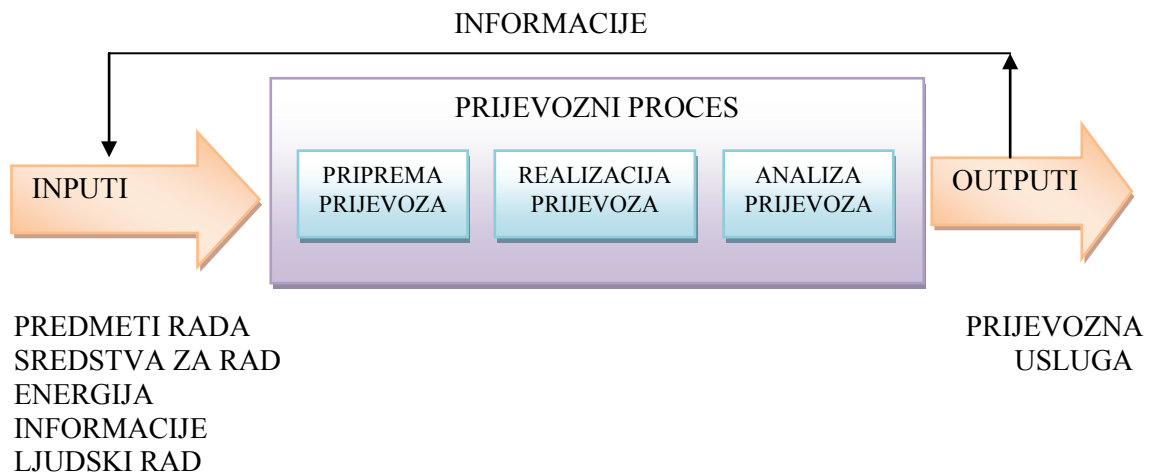 INFORMACIJE
PRIJEVOZNI PROCES
INPUTI
PRIPREMA
PRIJEVOZA
REALIZACIJA
PRIJEVOZA
ANALIZA
PRIJEVOZA
OUTPUTI
PREDMETI RADA
SREDSTVA ZA RAD
ENERGIJA
INFORMACIJE
LJUDSKI RAD
PRIJEVOZNA
USLUGA